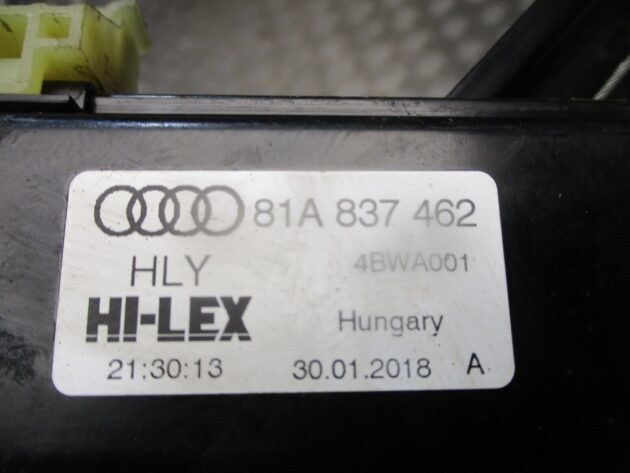 81A 837 462
HLY 4BWA001
HI-LEX Hungary
21:30:13 30.01.2018 A